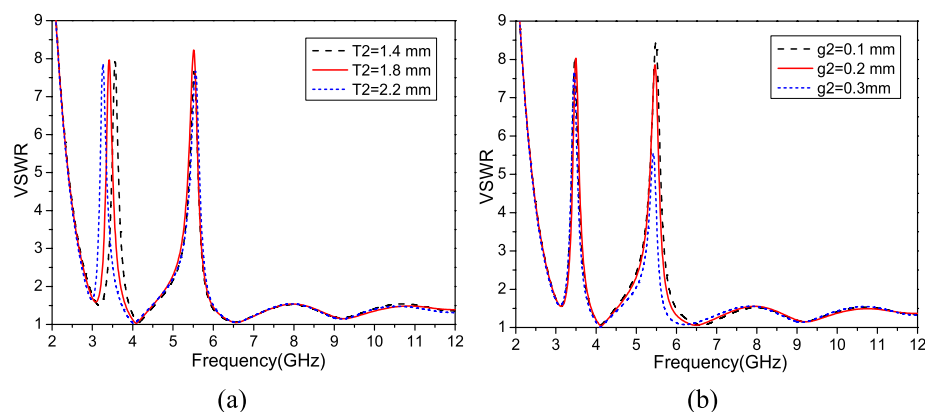 9
8
7
6
5
4
3
2
1
VSWR
2 3 4 5 6 7 8 9 10 11 12
Frequency(GHz)
T2=1.4 mm
T2=1.8 mm
T2=2.2 mm
(a)
9
8
7
6
5
4
3
2
1
VSWR
2 3 4 5 6 7 8 9 10 11 12
Frequency(GHz)
g2=0.1 mm
g2=0.2 mm
g2=0.3mm
(b)